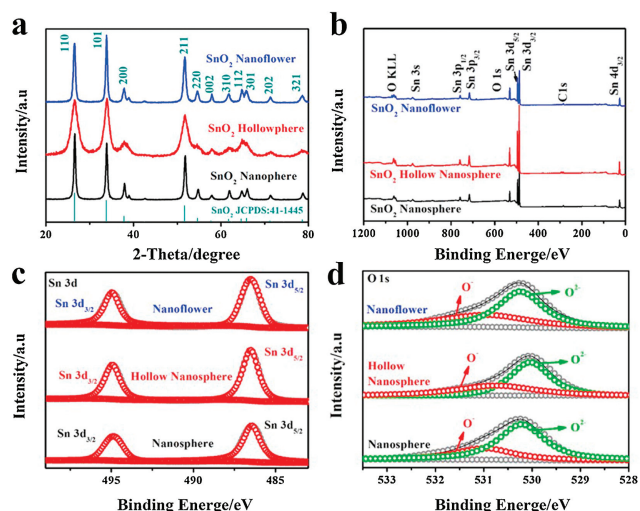 a
110
101
200
211
220
002
310
112
301
202
321
SnO2 Nanoflower
SnO2 Hollowphere
SnO2 Nanophere
SnO2 JCPDS:41-1445
20 30 40 50 60 70 80
2-Theta/degree
Intensity/a.u
b
O KLL
Sn 3s
Sn 3p1/2
Sn 3p3/2
O 1s
Sn 3d5/2
Sn 3d3/2
C1s
Sn 4d3/2
SnO2 Nanoflower
SnO2 Hollow Nanosphere
SnO2 Nanosphere
1200 1000 800 600 400 200 0
Binding Energy/eV
Intensity/a.u
c
Sn 3d
Sn 3d3/2 Nanoflower Sn 3d5/2
Sn 3d3/2 Hollow Nanosphere Sn 3d5/2
Sn 3d3/2 Nanosphere Sn 3d5/2
495 490 485
Binding Energy/eV
Intensity/a.u
d
O 1s
Nanoflower
O-
O2-
Hollow
Nanosphere
O-
O2-
Nanosphere
O-
O2-
533 532 531 530 529 528
Binding Energy/eV
Intensity/a.u